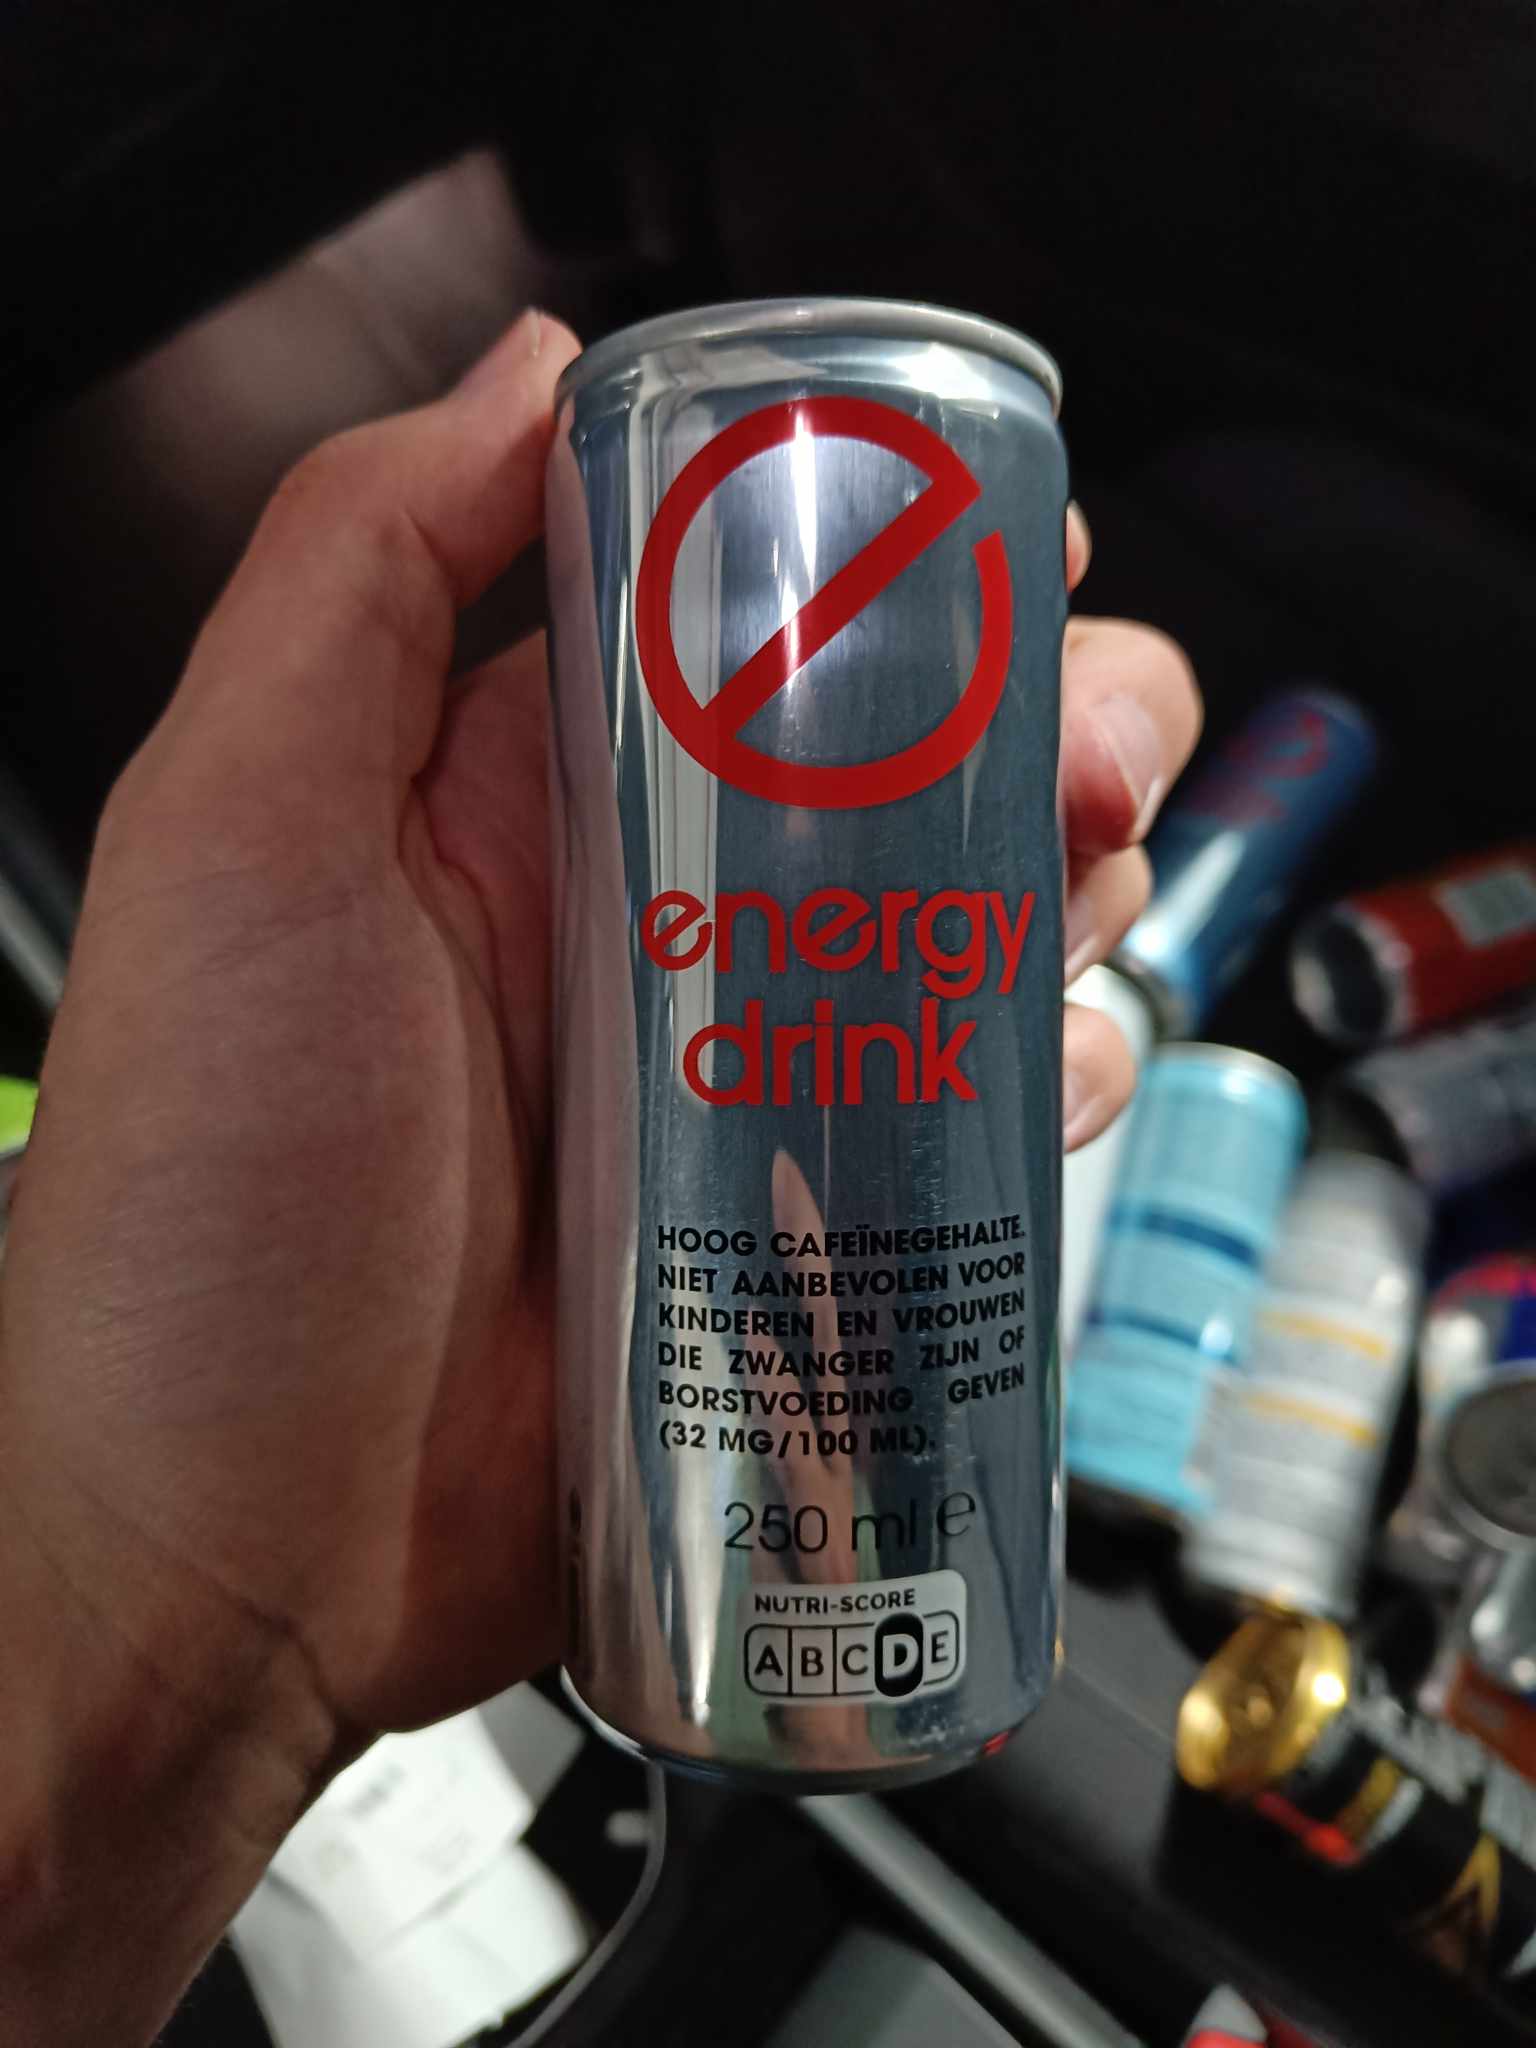 energy
drink
HOOG CAFEÏNEGEHALTE.
NIET AANBEVOLEN VOOR
KINDEREN EN VROUWEN
DIE ZWANGER ZIJN OF
BORSTVOEDING GEVEN
(32 MG/100 ML).
250 ml e
NUTRI-SCORE
A B C D E